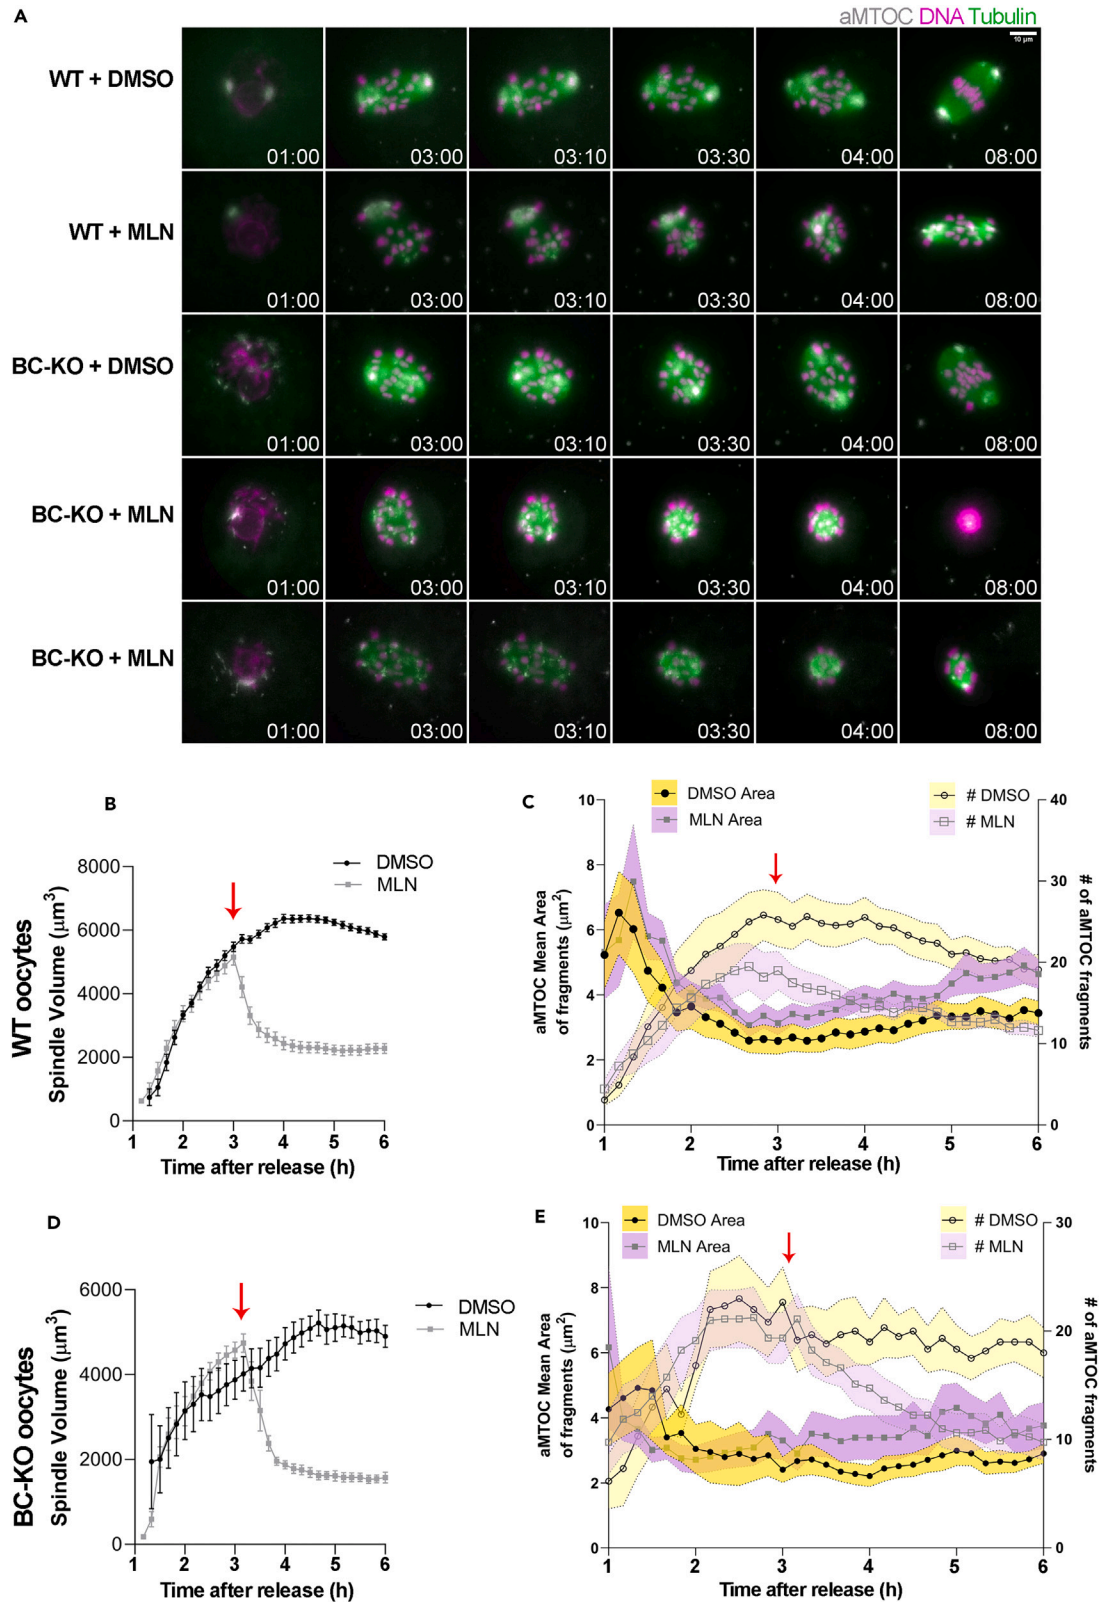 A
aMTOC DNA Tubulin
10 µm
WT + DMSO
01:00 03:00 03:10 03:30 04:00 08:00
WT + MLN
01:00 03:00 03:10 03:30 04:00 08:00
BC-KO + DMSO
01:00 03:00 03:10 03:30 04:00 08:00
BC-KO + MLN
01:00 03:00 03:10 03:30 04:00 08:00
BC-KO + MLN
01:00 03:00 03:10 03:30 04:00 08:00
B
WT oocytes
Spindle Volume (µm³)
8000
6000
4000
2000
0
1 2 3 4 5 6
Time after release (h)
DMSO
MLN
C
DMSO Area
MLN Area
# DMSO
# MLN
aMTOC Mean Area
of fragments (µm²)
10
8
6
4
2
0
40
30
20
10
0
# of aMTOC fragments
1 2 3 4 5 6
Time after release (h)
D
BC-KO oocytes
Spindle Volume (µm³)
6000
4000
2000
0
1 2 3 4 5 6
Time after release (h)
DMSO
MLN
E
DMSO Area
MLN Area
# DMSO
# MLN
aMTOC Mean Area
of fragments (µm²)
10
8
6
4
2
0
30
20
10
0
# of aMTOC fragments
1 2 3 4 5 6
Time after release (h)